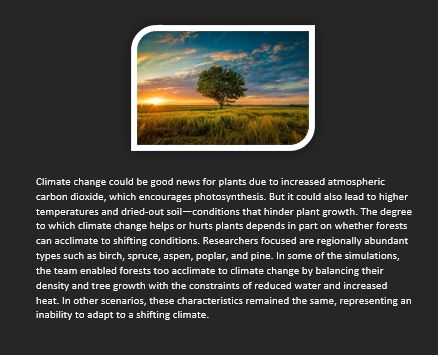 Climate change could be good news for plants due to increased atmospheric
carbon dioxide, which encourages photosynthesis. But it could also lead to higher
temperatures and dried-out soil—conditions that hinder plant growth. The degree
to which climate change helps or hurts plants depends in part on whether forests
can acclimate to shifting conditions. Researchers focused are regionally abundant
types such as birch, spruce, aspen, poplar, and pine. In some of the simulations,
the team enabled forests too acclimate to climate change by balancing their
density and tree growth with the constraints of reduced water and increased
heat. In other scenarios, these characteristics remained the same, representing an
inability to adapt to a shifting climate.